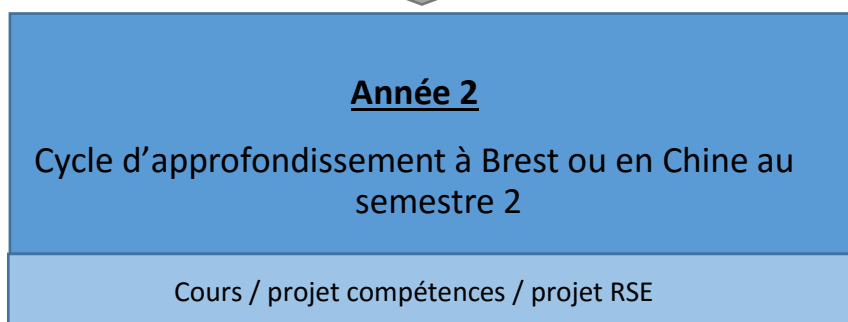 Année 2
Cycle d’approfondissement à Brest ou en Chine au
semestre 2
Cours / projet compétences / projet RSE